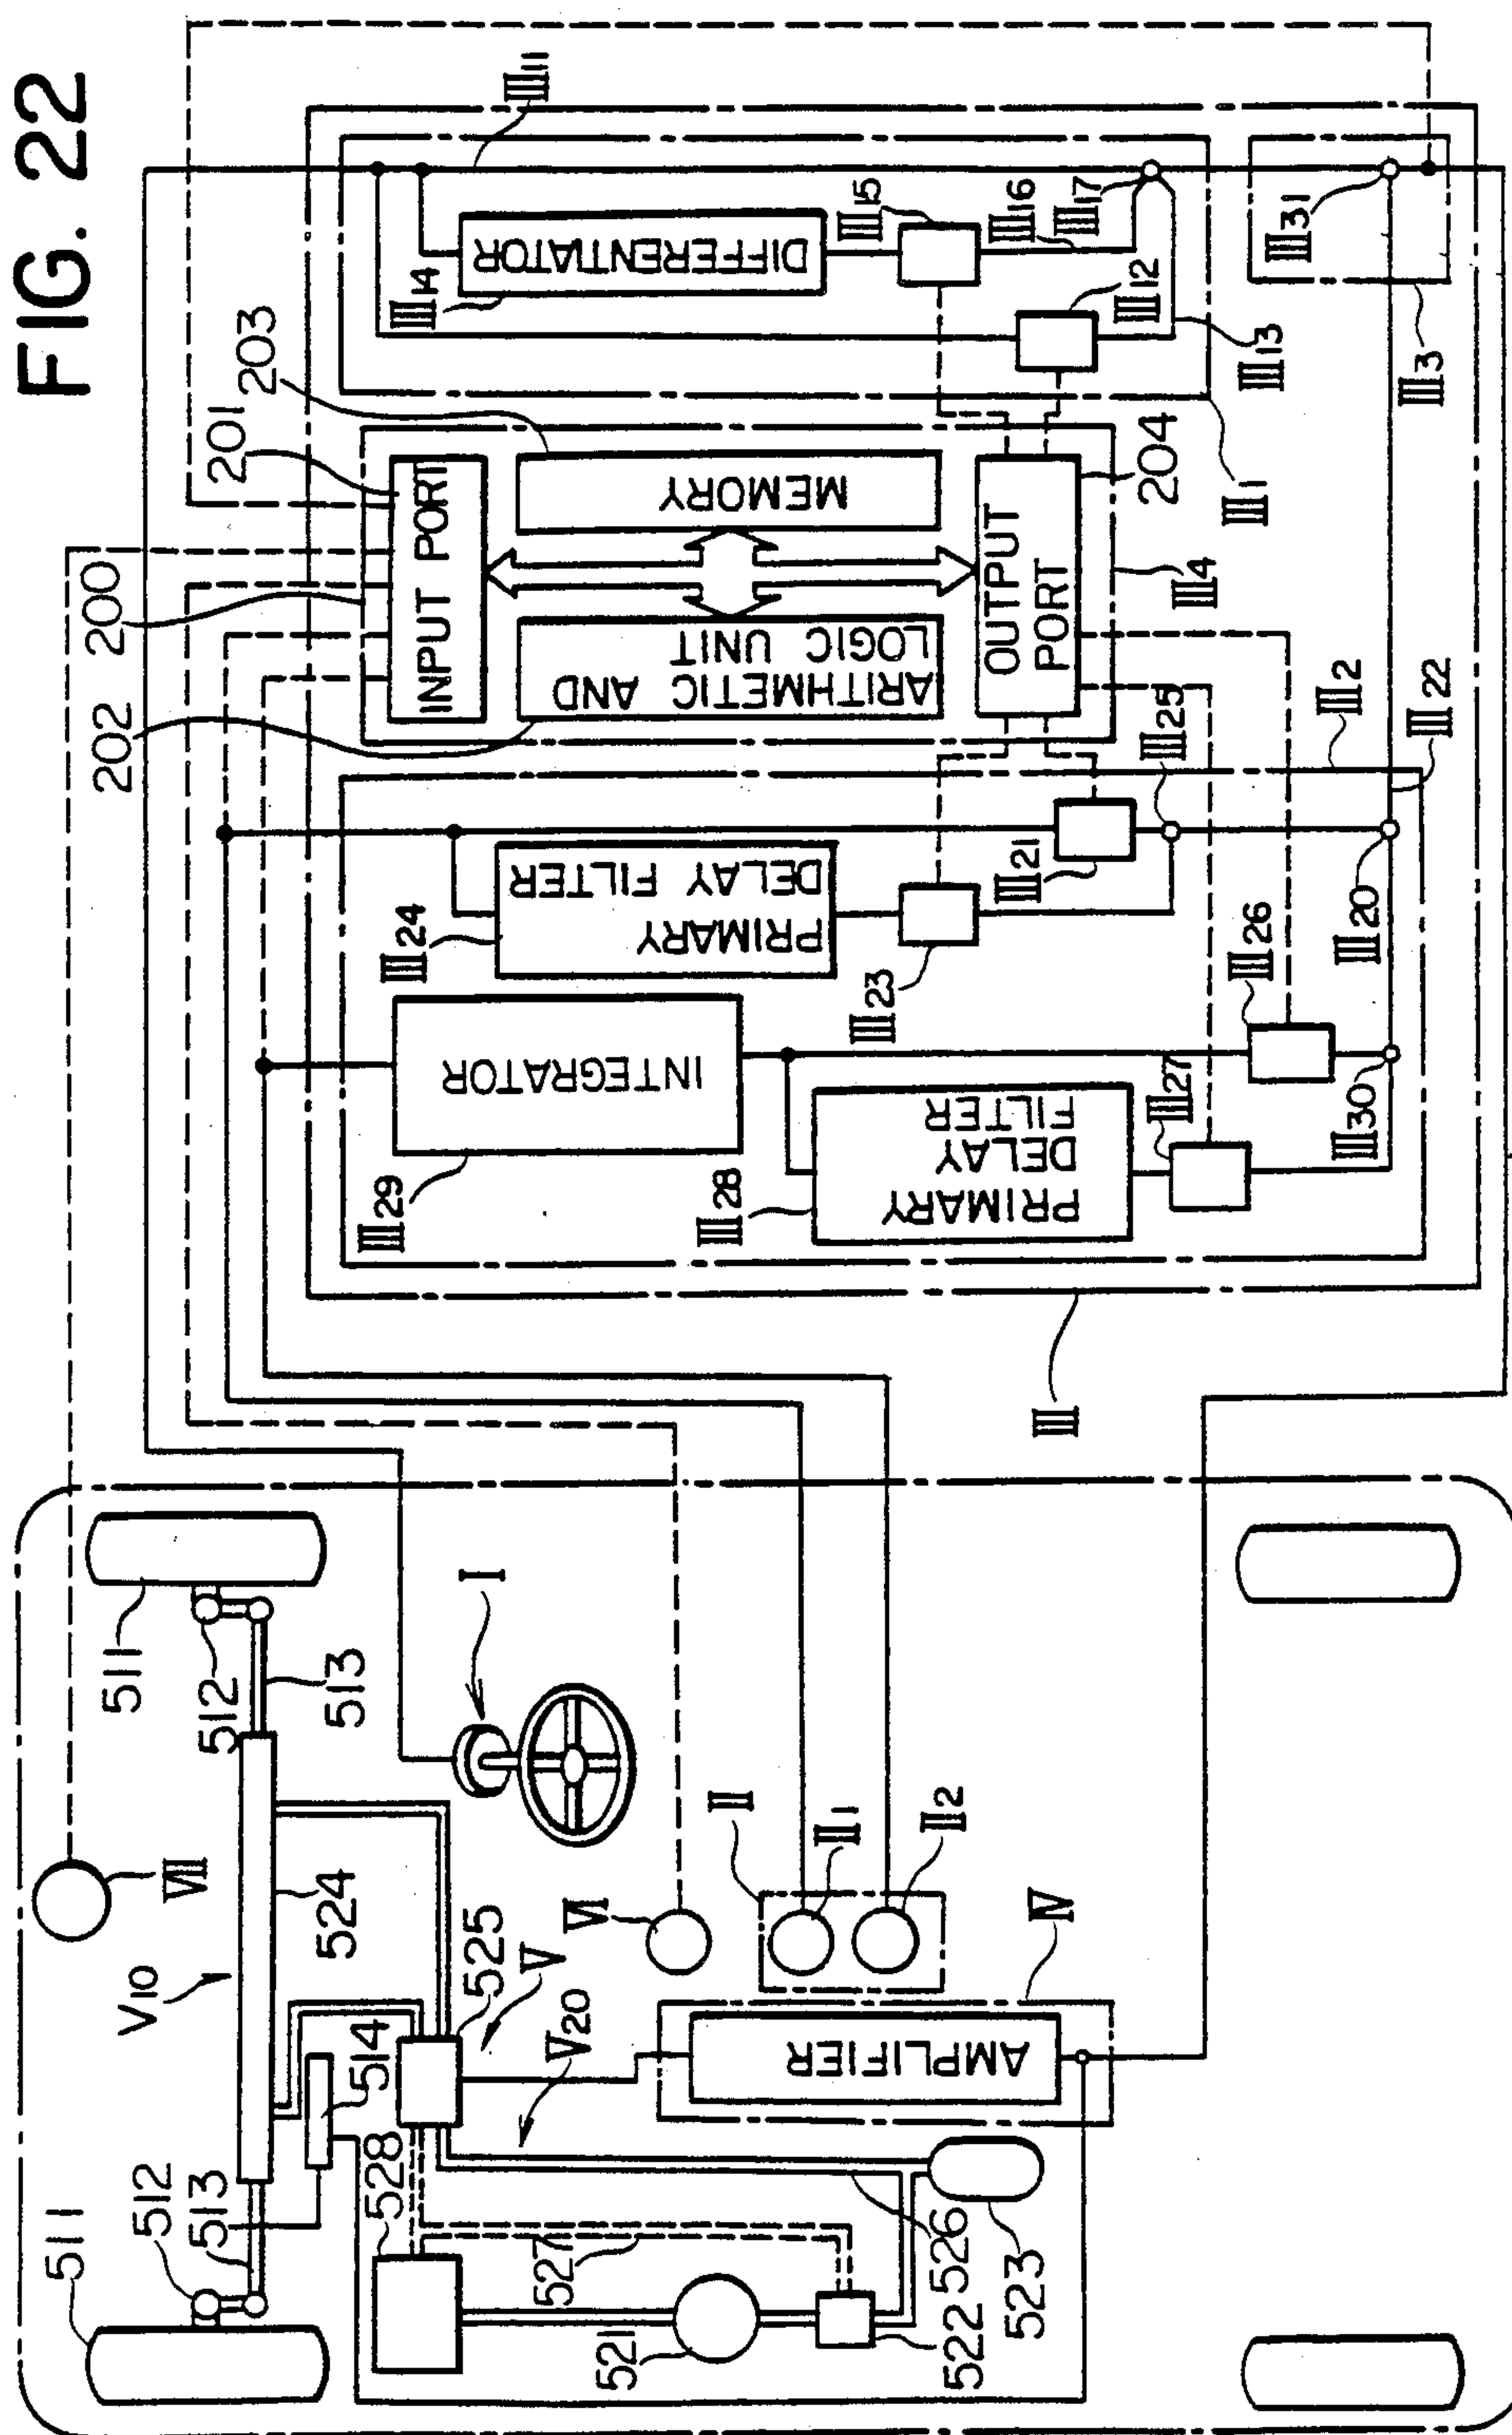 FIG. 22
III11
III14
DIFFERENTIATOR
III15
III16
III17
III12
III13
III1
III31
III3
200
201
202
203
204
INPUT PORT
MEMORY
ARITHMETIC AND
LOGIC UNIT
OUTPUT
PORT
III4
III2
III22
III25
III21
III20
PRIMARY
DELAY FILTER
III24
III23
III26
III27
III30
INTEGRATOR
III29
PRIMARY
DELAY
FILTER
III28
III
511
512
513
I
VII
524
V10
VI
II
II1
II2
525
V
V20
514
IV
AMPLIFIER
528
512
513
511
527
526
521
522
523